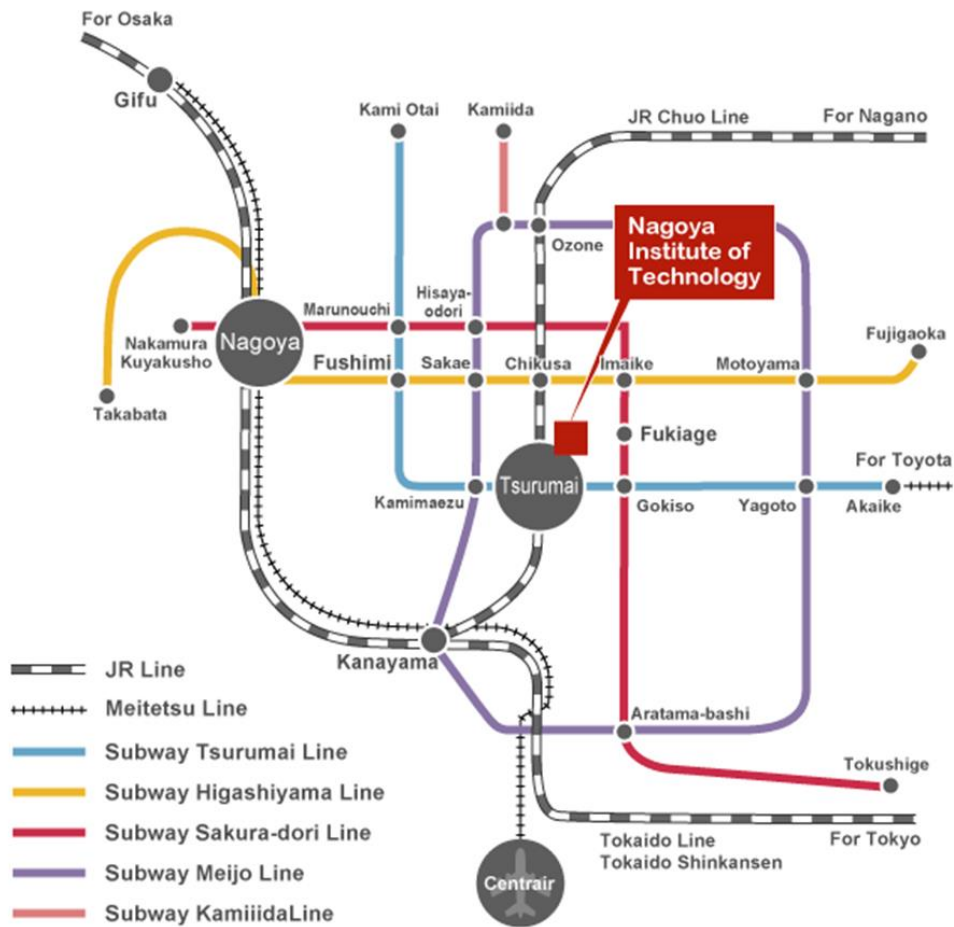 For Osaka
Gifu
Kami Otai
Kamiida
JR Chuo Line
For Nagano
Nagoya
Institute of
Technology
Ozone
Marunouchi
Hisaya-
odori
Nakamura
Kuyakusho
Nagoya
Fujigaoka
Fushimi
Sakae
Chikusa
Imaike
Motoyama
Takabata
Fukiage
For Toyota
Tsurumai
Kamimaezu
Gokiso
Yagoto
Akaike
Kanayama
JR Line
Meitetsu Line
Aratama-bashi
Subway Tsurumai Line
Tokushige
Subway Higashiyama Line
Subway Sakura-dori Line
Tokaido Line
Tokaido Shinkansen
For Tokyo
Subway Meijo Line
Centrair
Subway KamiiidaLine